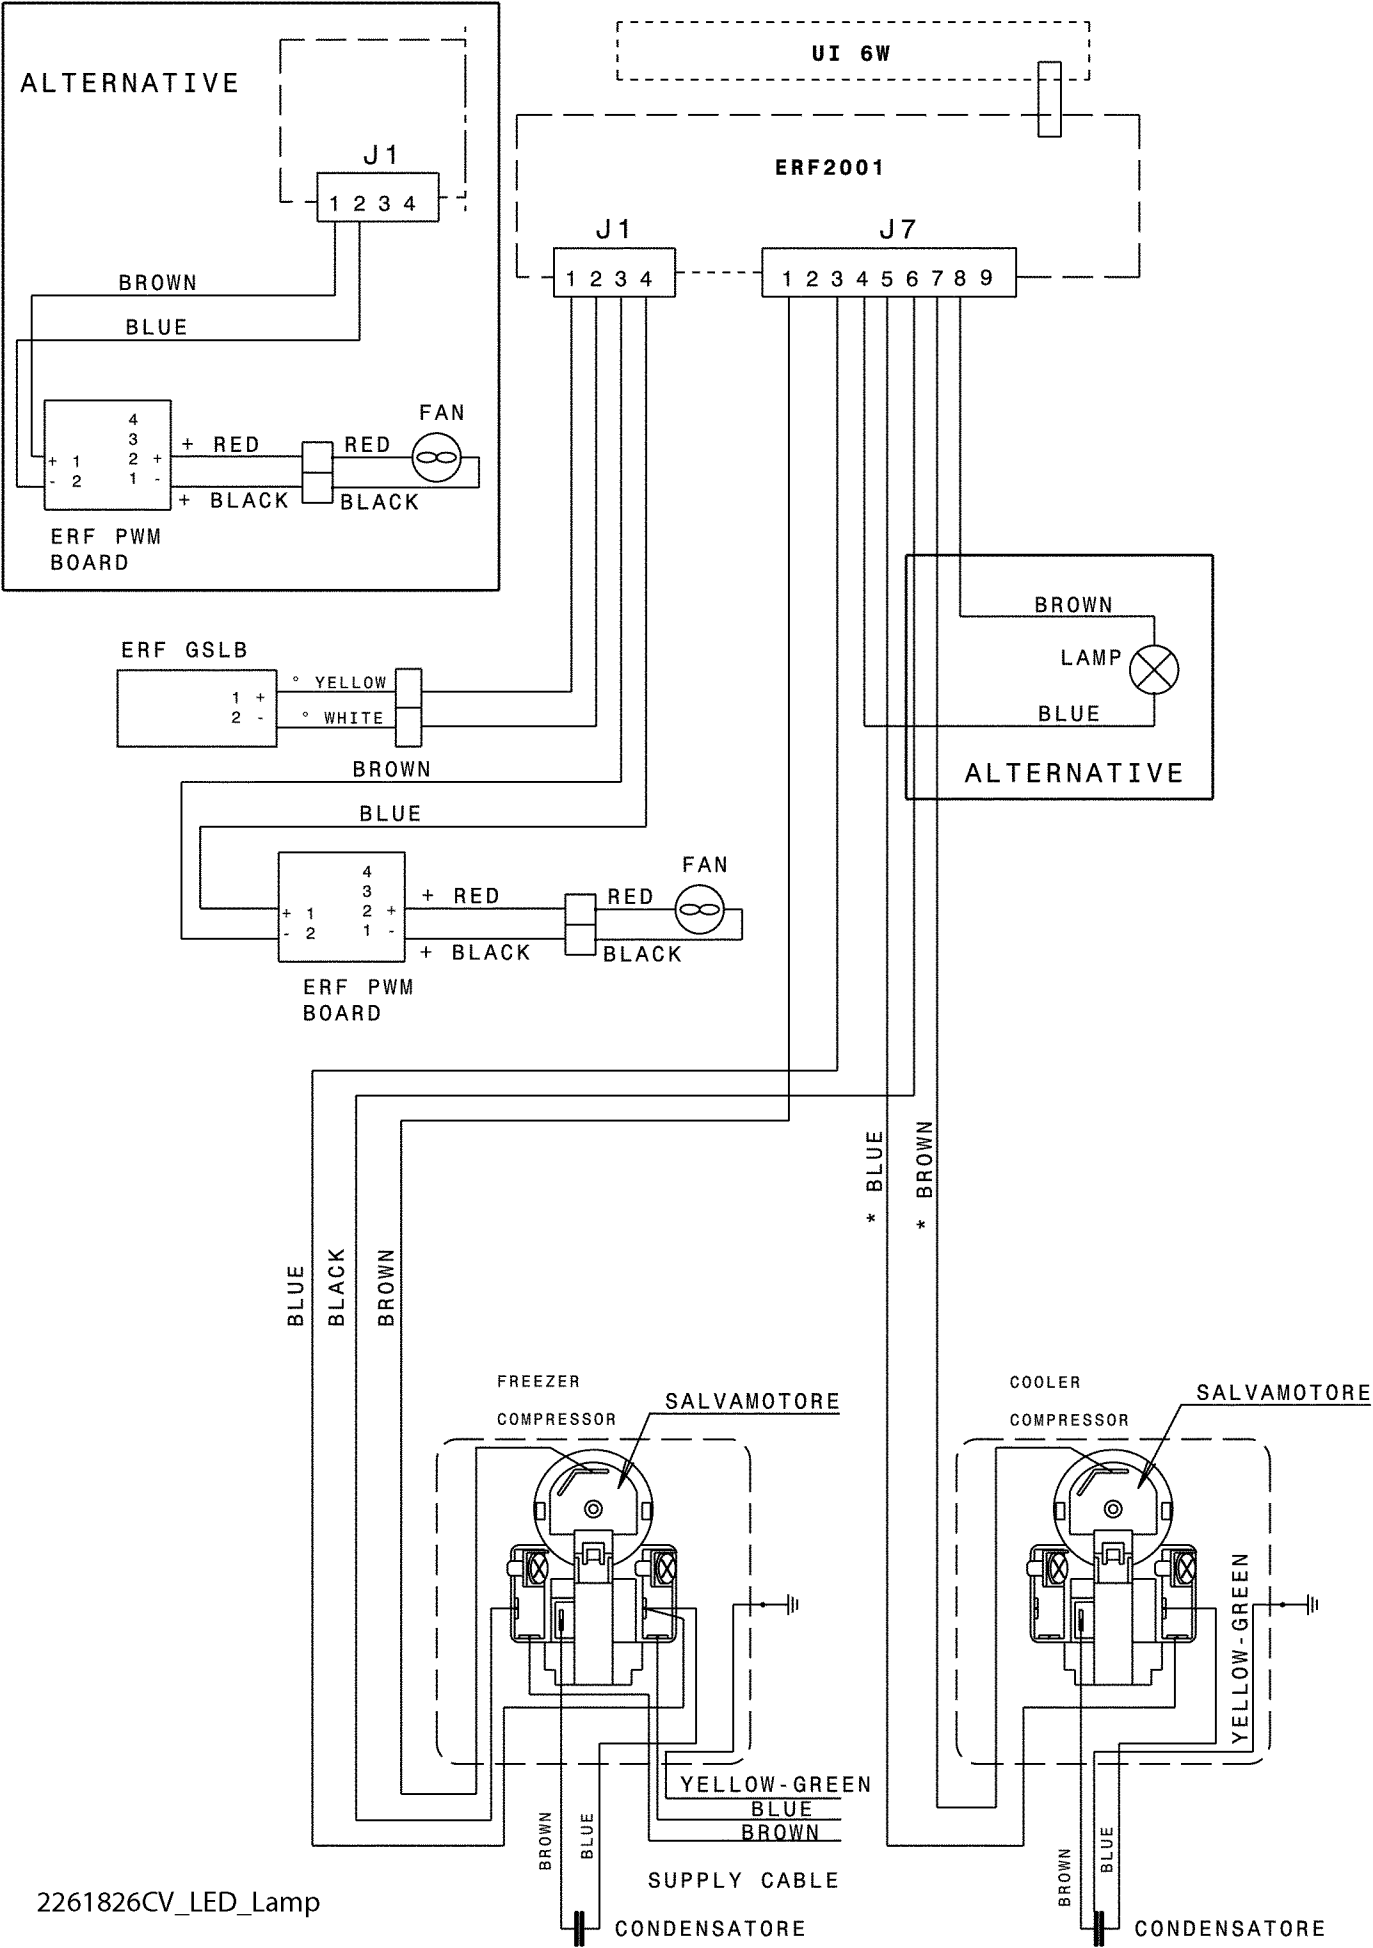 ALTERNATIVE
J1
1 2 3 4
BROWN
BLUE
4
3
+ 1 2 +
- 2 1 -
+ RED
RED
FAN
+ BLACK
BLACK
ERF PWM
BOARD
UI 6W
ERF2001
J1
1 2 3 4
J7
1 2 3 4 5 6 7 8 9
BROWN
LAMP
BLUE
ALTERNATIVE
ERF GSLB
1 +
2 -
° YELLOW
° WHITE
BROWN
BLUE
4
3
+ 1 2 +
- 2 1 -
+ RED
RED
FAN
+ BLACK
BLACK
ERF PWM
BOARD
* BLUE
* BROWN
BLUE
BLACK
BROWN
FREEZER
COMPRESSOR
SALVAMOTORE
COOLER
COMPRESSOR
SALVAMOTORE
YELLOW-GREEN
YELLOW-GREEN
BLUE
BROWN
BROWN
BLUE
SUPPLY CABLE
CONDENSATORE
BROWN
BLUE
CONDENSATORE
2261826CV_LED_Lamp